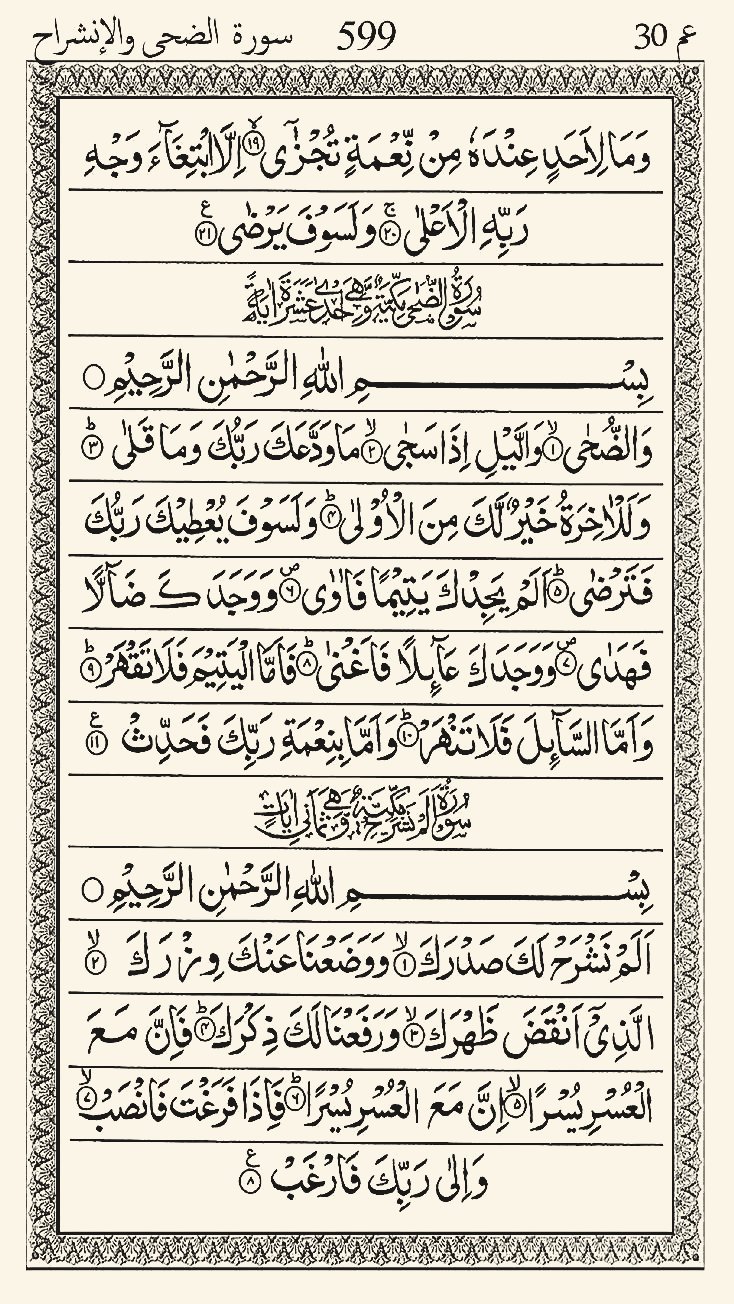 عم 30 599 سورة الضحى والإنشراح
وَمَا لِاَحَدٍ عِنْدَهٗ مِنْ نِّعْمَةٍ تُجْزٰٓى ۙ﴿۱۹﴾ اِلَّا ابْتِغَآءَ وَجْهِ
رَبِّهِ الْاَعْلٰى ۚ﴿۲۰﴾ وَلَسَوْفَ يَرْضٰى ﴿۲۱﴾ ع
سُوْرَةُ الضُّحٰى مَكِّيَّةٌ وَّهِيَ اِحْدٰى عَشْرَةَ اٰيَةً
بِسْــــــــــــــــــمِ اللّٰهِ الرَّحْمٰنِ الرَّحِيْمِ ○
وَالضُّحٰى ۙ﴿۱﴾ وَالَّيْلِ اِذَا سَجٰى ۙ﴿۲﴾ مَا وَدَّعَكَ رَبُّكَ وَمَا قَلٰى ؕ﴿۳﴾
وَلَلْاٰخِرَةُ خَيْرٌ لَّكَ مِنَ الْاُوْلٰى ؕ﴿۴﴾ وَلَسَوْفَ يُعْطِيْكَ رَبُّكَ
فَتَرْضٰى ؕ﴿۵﴾ اَلَمْ يَجِدْكَ يَتِيْمًا فَاٰوٰى ۪﴿۶﴾ وَوَجَدَكَ ضَآلًّا
فَهَدٰى ۪﴿۷﴾ وَوَجَدَكَ عَآئِلًا فَاَغْنٰى ؕ﴿۸﴾ فَاَمَّا الْيَتِيْمَ فَلَا تَقْهَرْ ؕ﴿۹﴾
وَاَمَّا السَّآئِلَ فَلَا تَنْهَرْ ؕ﴿۱۰﴾ وَاَمَّا بِنِعْمَةِ رَبِّكَ فَحَدِّثْ ﴿۱۱﴾ ع
سُوْرَةُ اَلَمْ نَشْرَحْ مَكِّيَّةٌ وَّهِيَ ثَمَانِيْ اٰيَاتٍ
بِسْــــــــــــــــــمِ اللّٰهِ الرَّحْمٰنِ الرَّحِيْمِ ○
اَلَمْ نَشْرَحْ لَكَ صَدْرَكَ ۙ﴿۱﴾ وَوَضَعْنَا عَنْكَ وِزْرَكَ ۙ﴿۲﴾
الَّذِيْٓ اَنْقَضَ ظَهْرَكَ ۙ﴿۳﴾ وَرَفَعْنَا لَكَ ذِكْرَكَ ؕ﴿۴﴾ فَاِنَّ مَعَ
الْعُسْرِ يُسْرًا ۙ﴿۵﴾ اِنَّ مَعَ الْعُسْرِ يُسْرًا ؕ﴿۶﴾ فَاِذَا فَرَغْتَ فَانْصَبْ ۙ﴿۷﴾
وَاِلٰى رَبِّكَ فَارْغَبْ ﴿۸﴾ ع